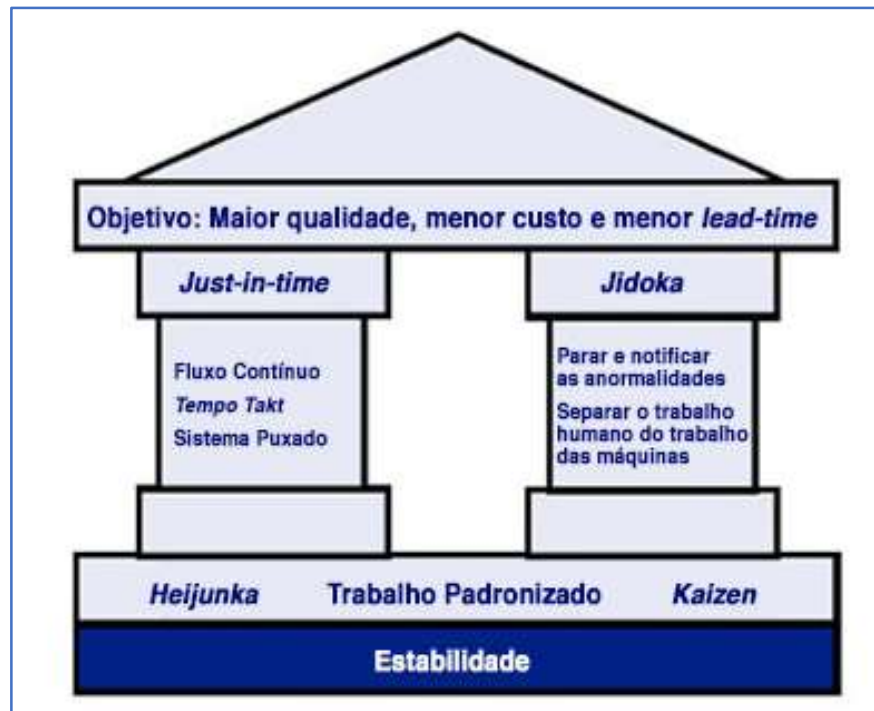 Objetivo: Maior qualidade, menor custo e menor lead-time
Just-in-time
Jidoka
Fluxo Contínuo
Tempo Takt
Sistema Puxado
Parar e notificar
as anormalidades
Separar o trabalho
humano do trabalho
das máquinas
Heijunka Trabalho Padronizado Kaizen
Estabilidade